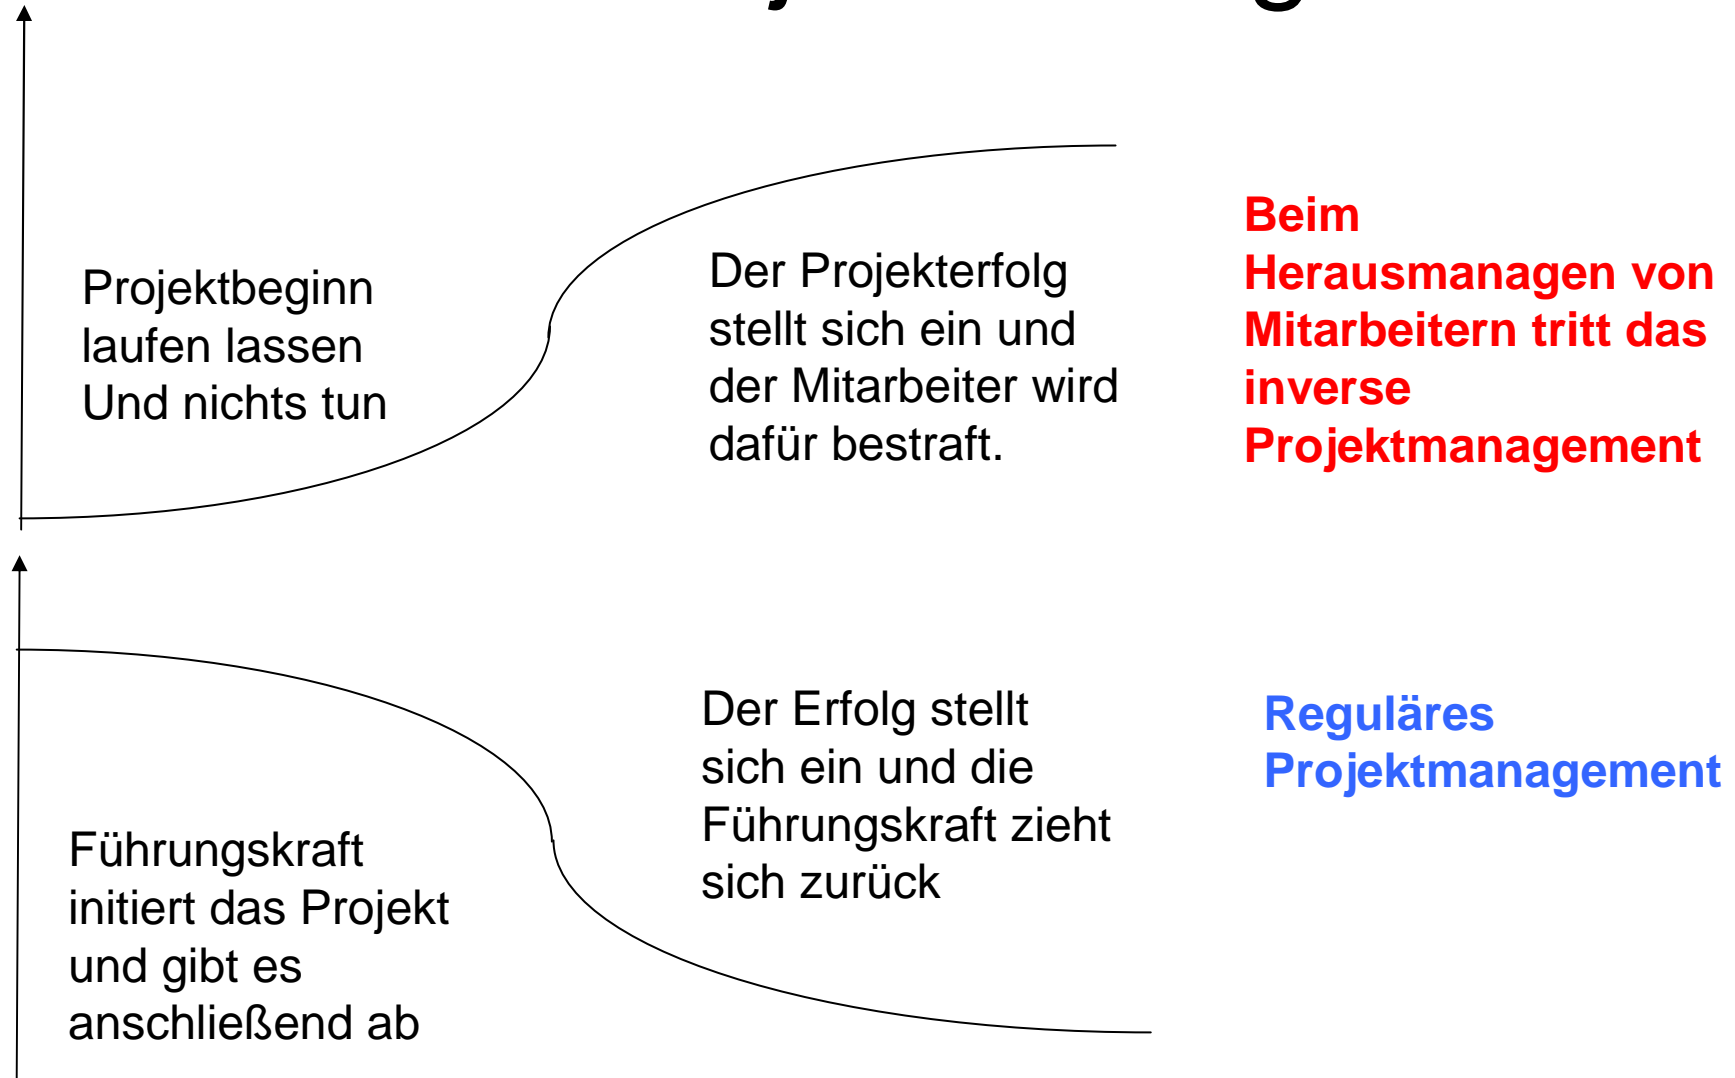 Projektbeginn
laufen lassen
Und nichts tun
Der Projekterfolg
stellt sich ein und
der Mitarbeiter wird
dafür bestraft.
Beim
Herausmanagen von
Mitarbeitern tritt das
inverse
Projektmanagement
Führungskraft
initiert das Projekt
und gibt es
anschließend ab
Der Erfolg stellt
sich ein und die
Führungskraft zieht
sich zurück
Reguläres
Projektmanagement